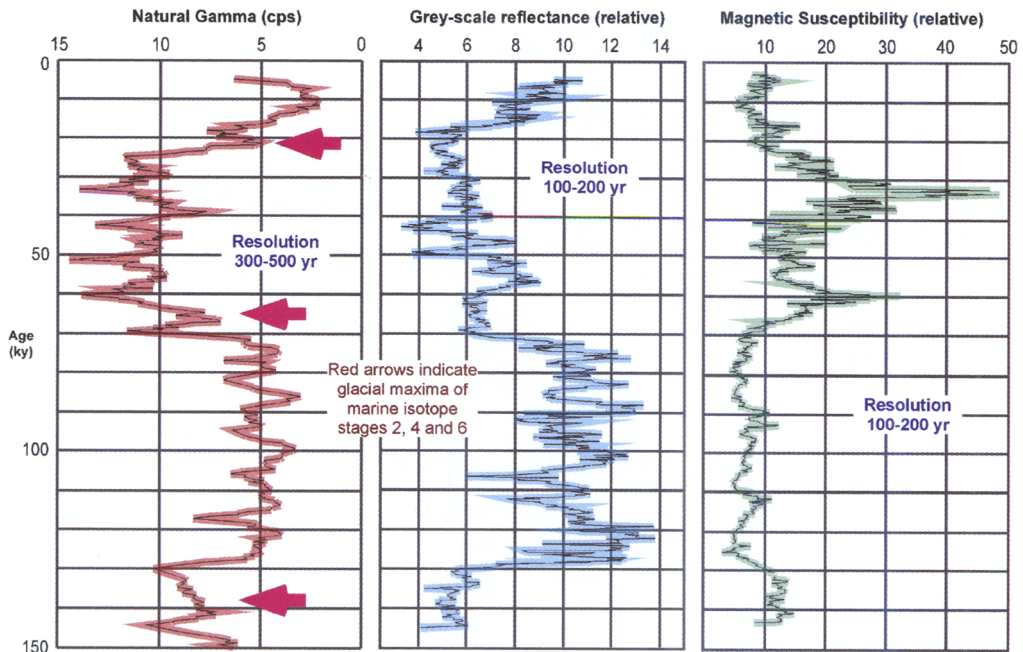 Natural Gamma (cps)
15 10 5 0
Grey-scale reflectance (relative)
4 6 8 10 12 14
Magnetic Susceptibility (relative)
10 20 30 40 50
0
50
Age
(ky)
100
150
Resolution
300-500 yr
Red arrows indicate
glacial maxima of
marine isotope
stages 2, 4 and 6
Resolution
100-200 yr
Resolution
100-200 yr